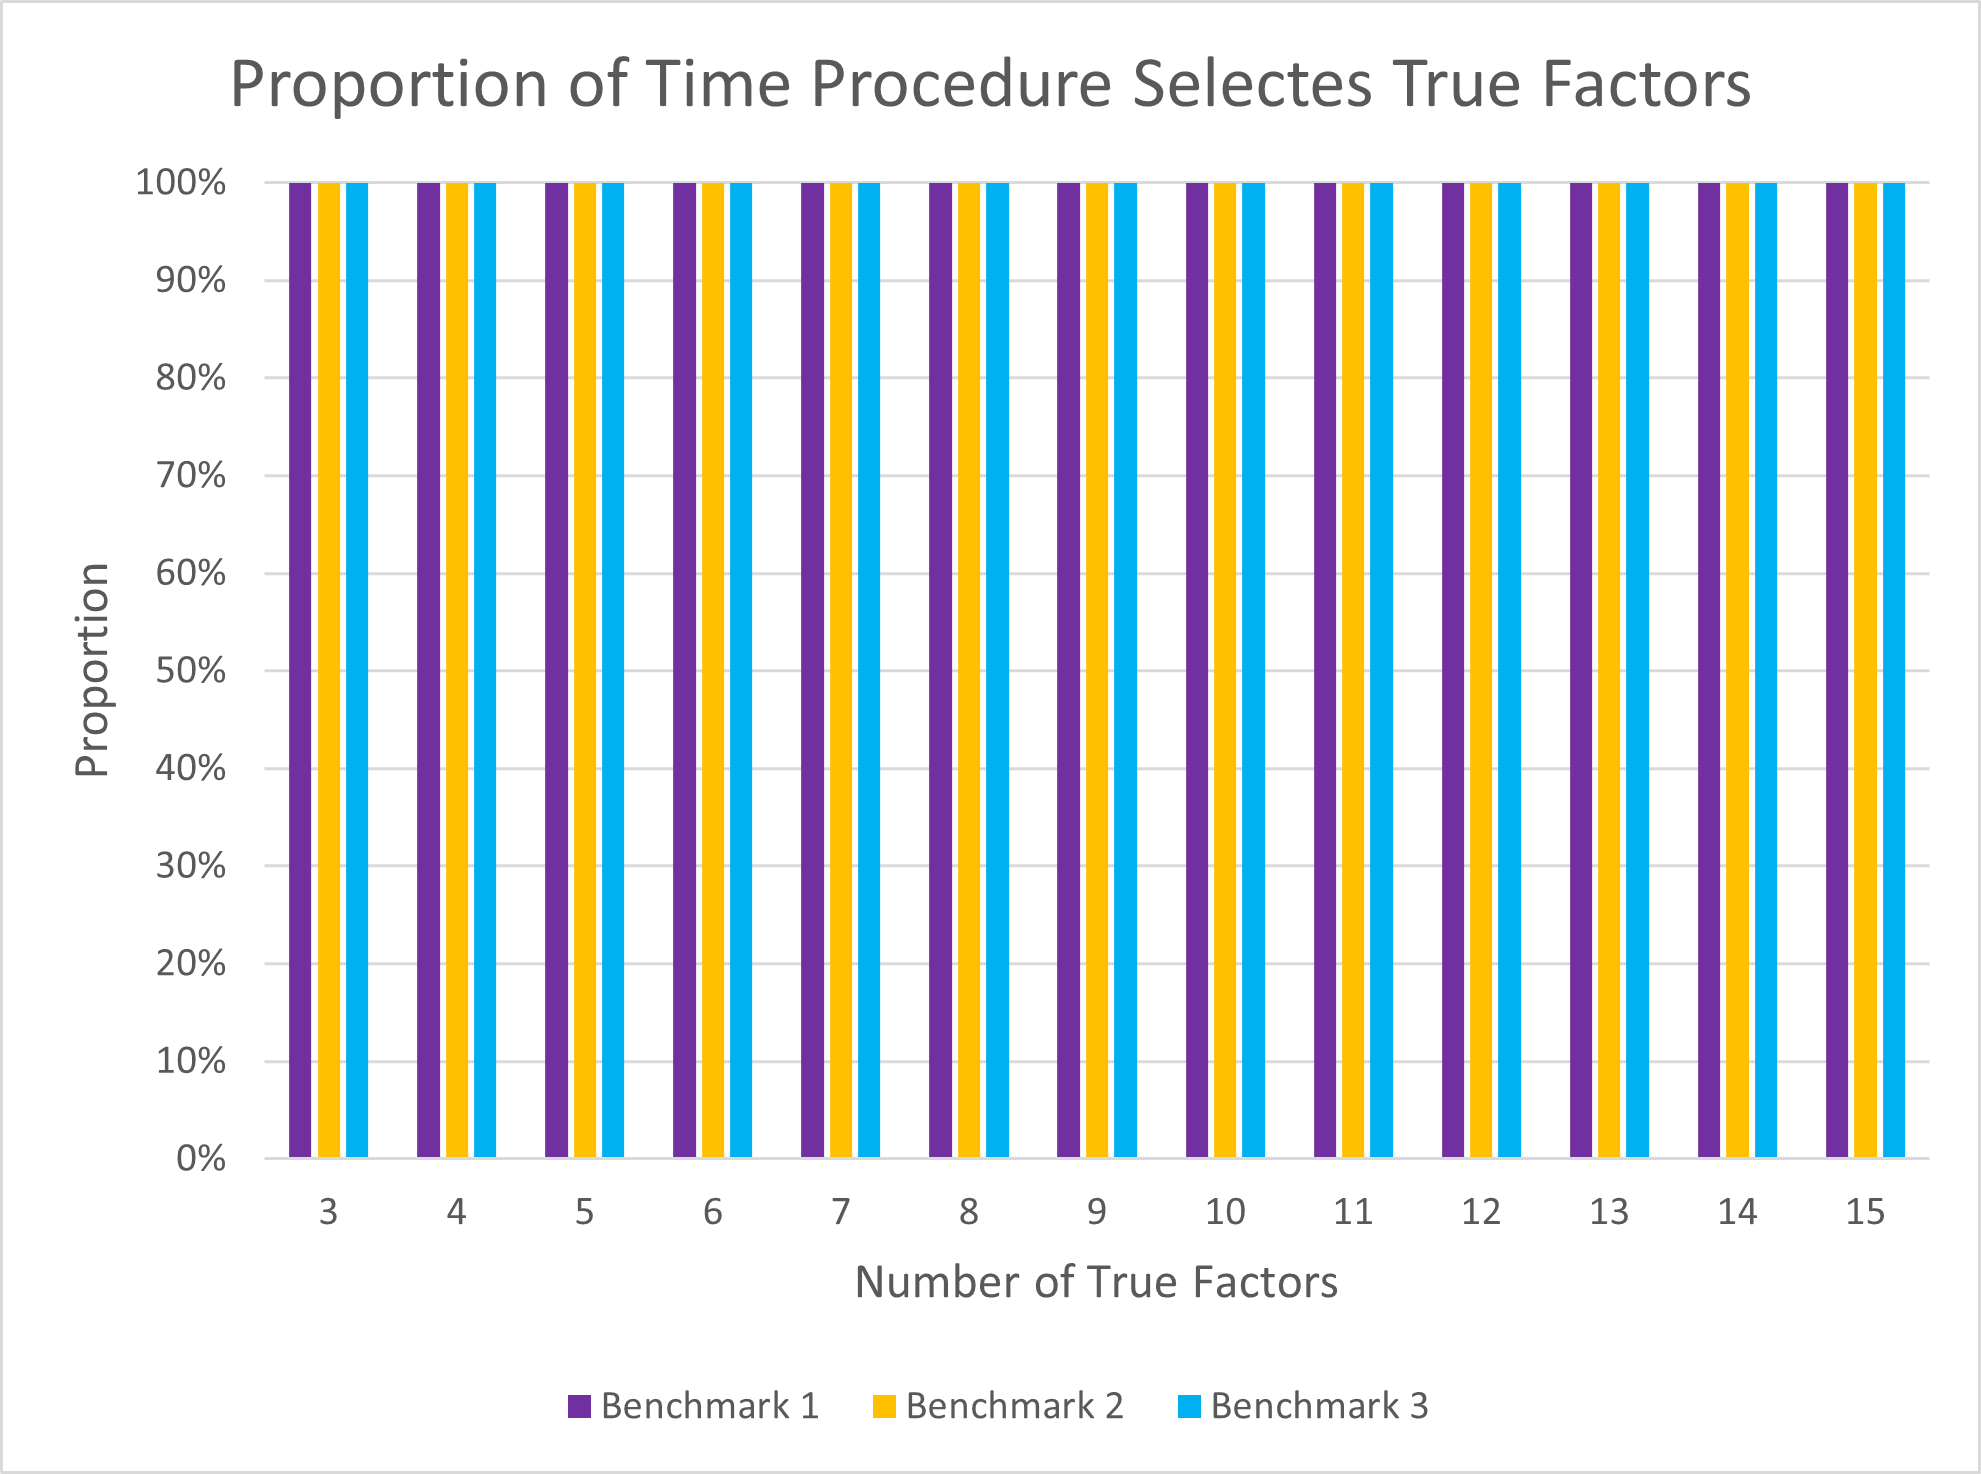 Proportion of Time Procedure Selectes True Factors
100%
90%
80%
70%
60%
50%
40%
30%
20%
10%
0%
Proportion
3 4 5 6 7 8 9 10 11 12 13 14 15
Number of True Factors
Benchmark 1 Benchmark 2 Benchmark 3